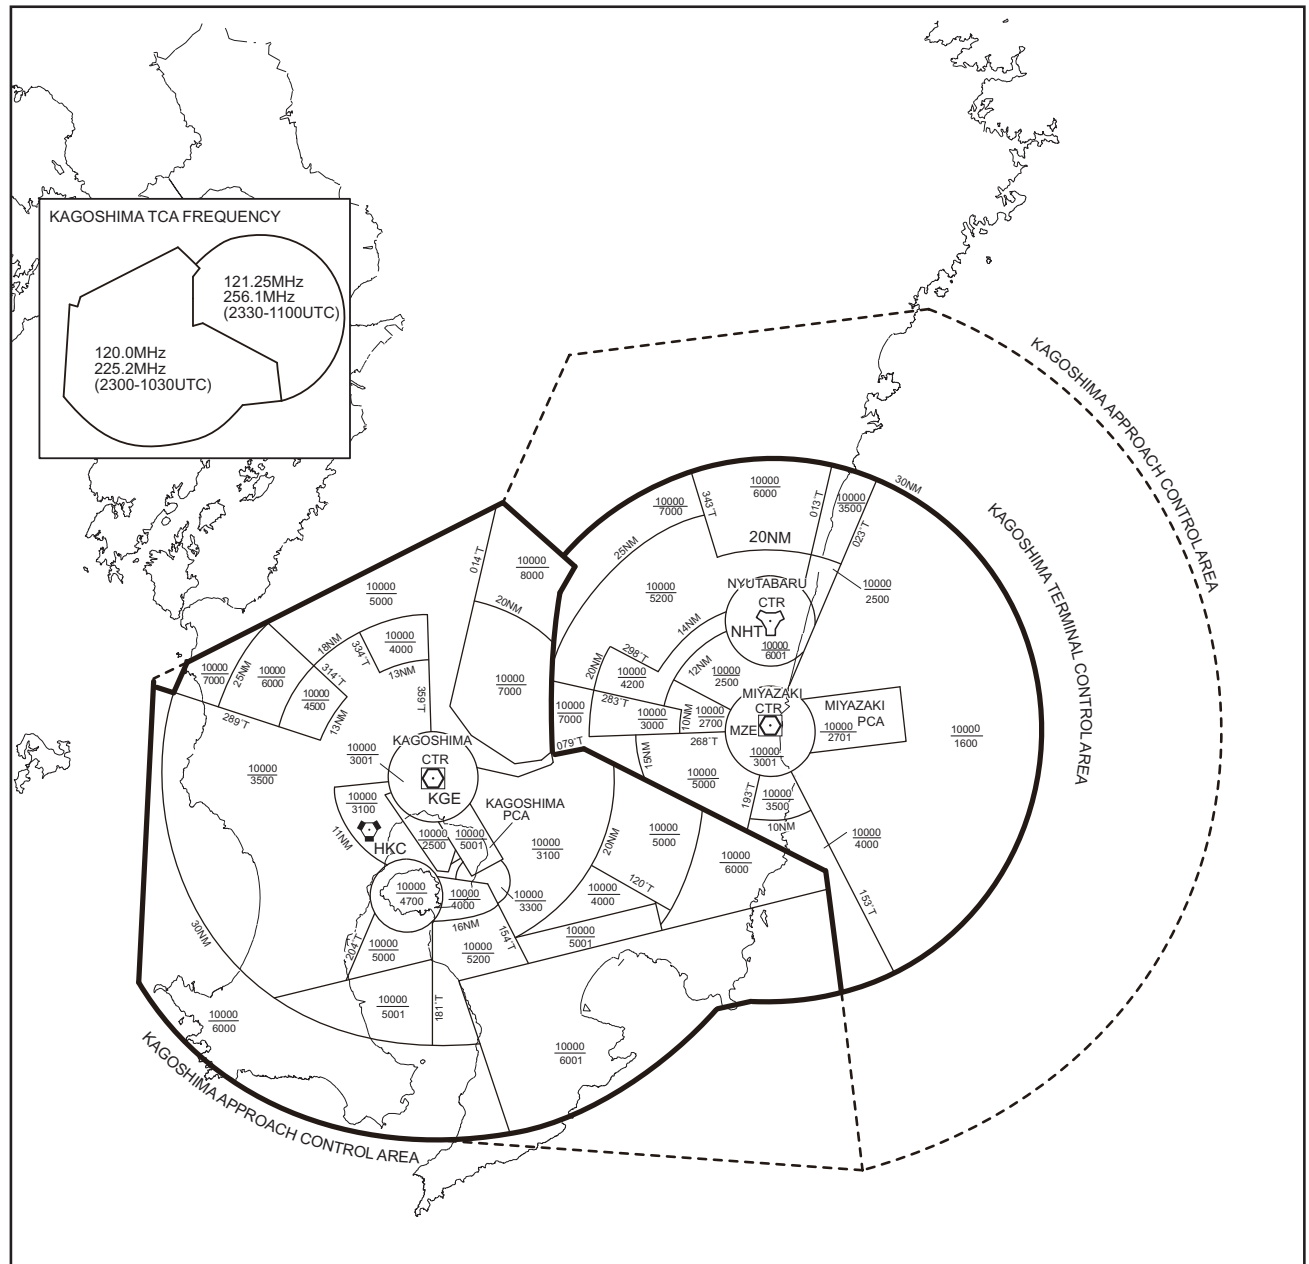 KAGOSHIMA TCA FREQUENCY
121.25MHz
256.1MHz
(2330-1100UTC)
120.0MHz
225.2MHz
(2300-1030UTC)
KAGOSHIMA APPROACH CONTROL AREA
30NM
KAGOSHIMA TERMINAL CONTROL AREA
10000
6000
10000
7000
343°T
013°T
10000
3500
023°T
20NM
25NM
014°T
10000
8000
10000
5000
20NM
10000
5200
NYUTABARU
CTR
NHT
10000
6001
10000
2500
14NM
12NM
298°T
20NM
10000
4200
10000
2500
18NM
334°T
10000
4000
13NM
10000
7000
25NM
10000
6000
314°T
10000
4500
13NM
289°T
359°T
10000
7000
10000
7000
283°T
10000
3000
10NM
10000
2700
268°T
079°T
MIYAZAKI
CTR
MZE
10000
3001
MIYAZAKI
PCA
10000
2701
10000
1600
15NM
10000
5000
193°T
10000
3500
10NM
10000
4000
153°T
KAGOSHIMA
CTR
KGE
10000
3001
10000
3500
10000
3100
11NM
HKC
KAGOSHIMA
PCA
10000
2500
10000
5001
10000
3100
20NM
10000
5000
10000
6000
120°T
10000
4000
10000
3300
10000
4700
10000
4000
16NM
154°T
10000
5001
10000
5200
204°T
10000
5000
30NM
10000
5001
181°T
10000
6000
10000
6001
KAGOSHIMA APPROACH CONTROL AREA